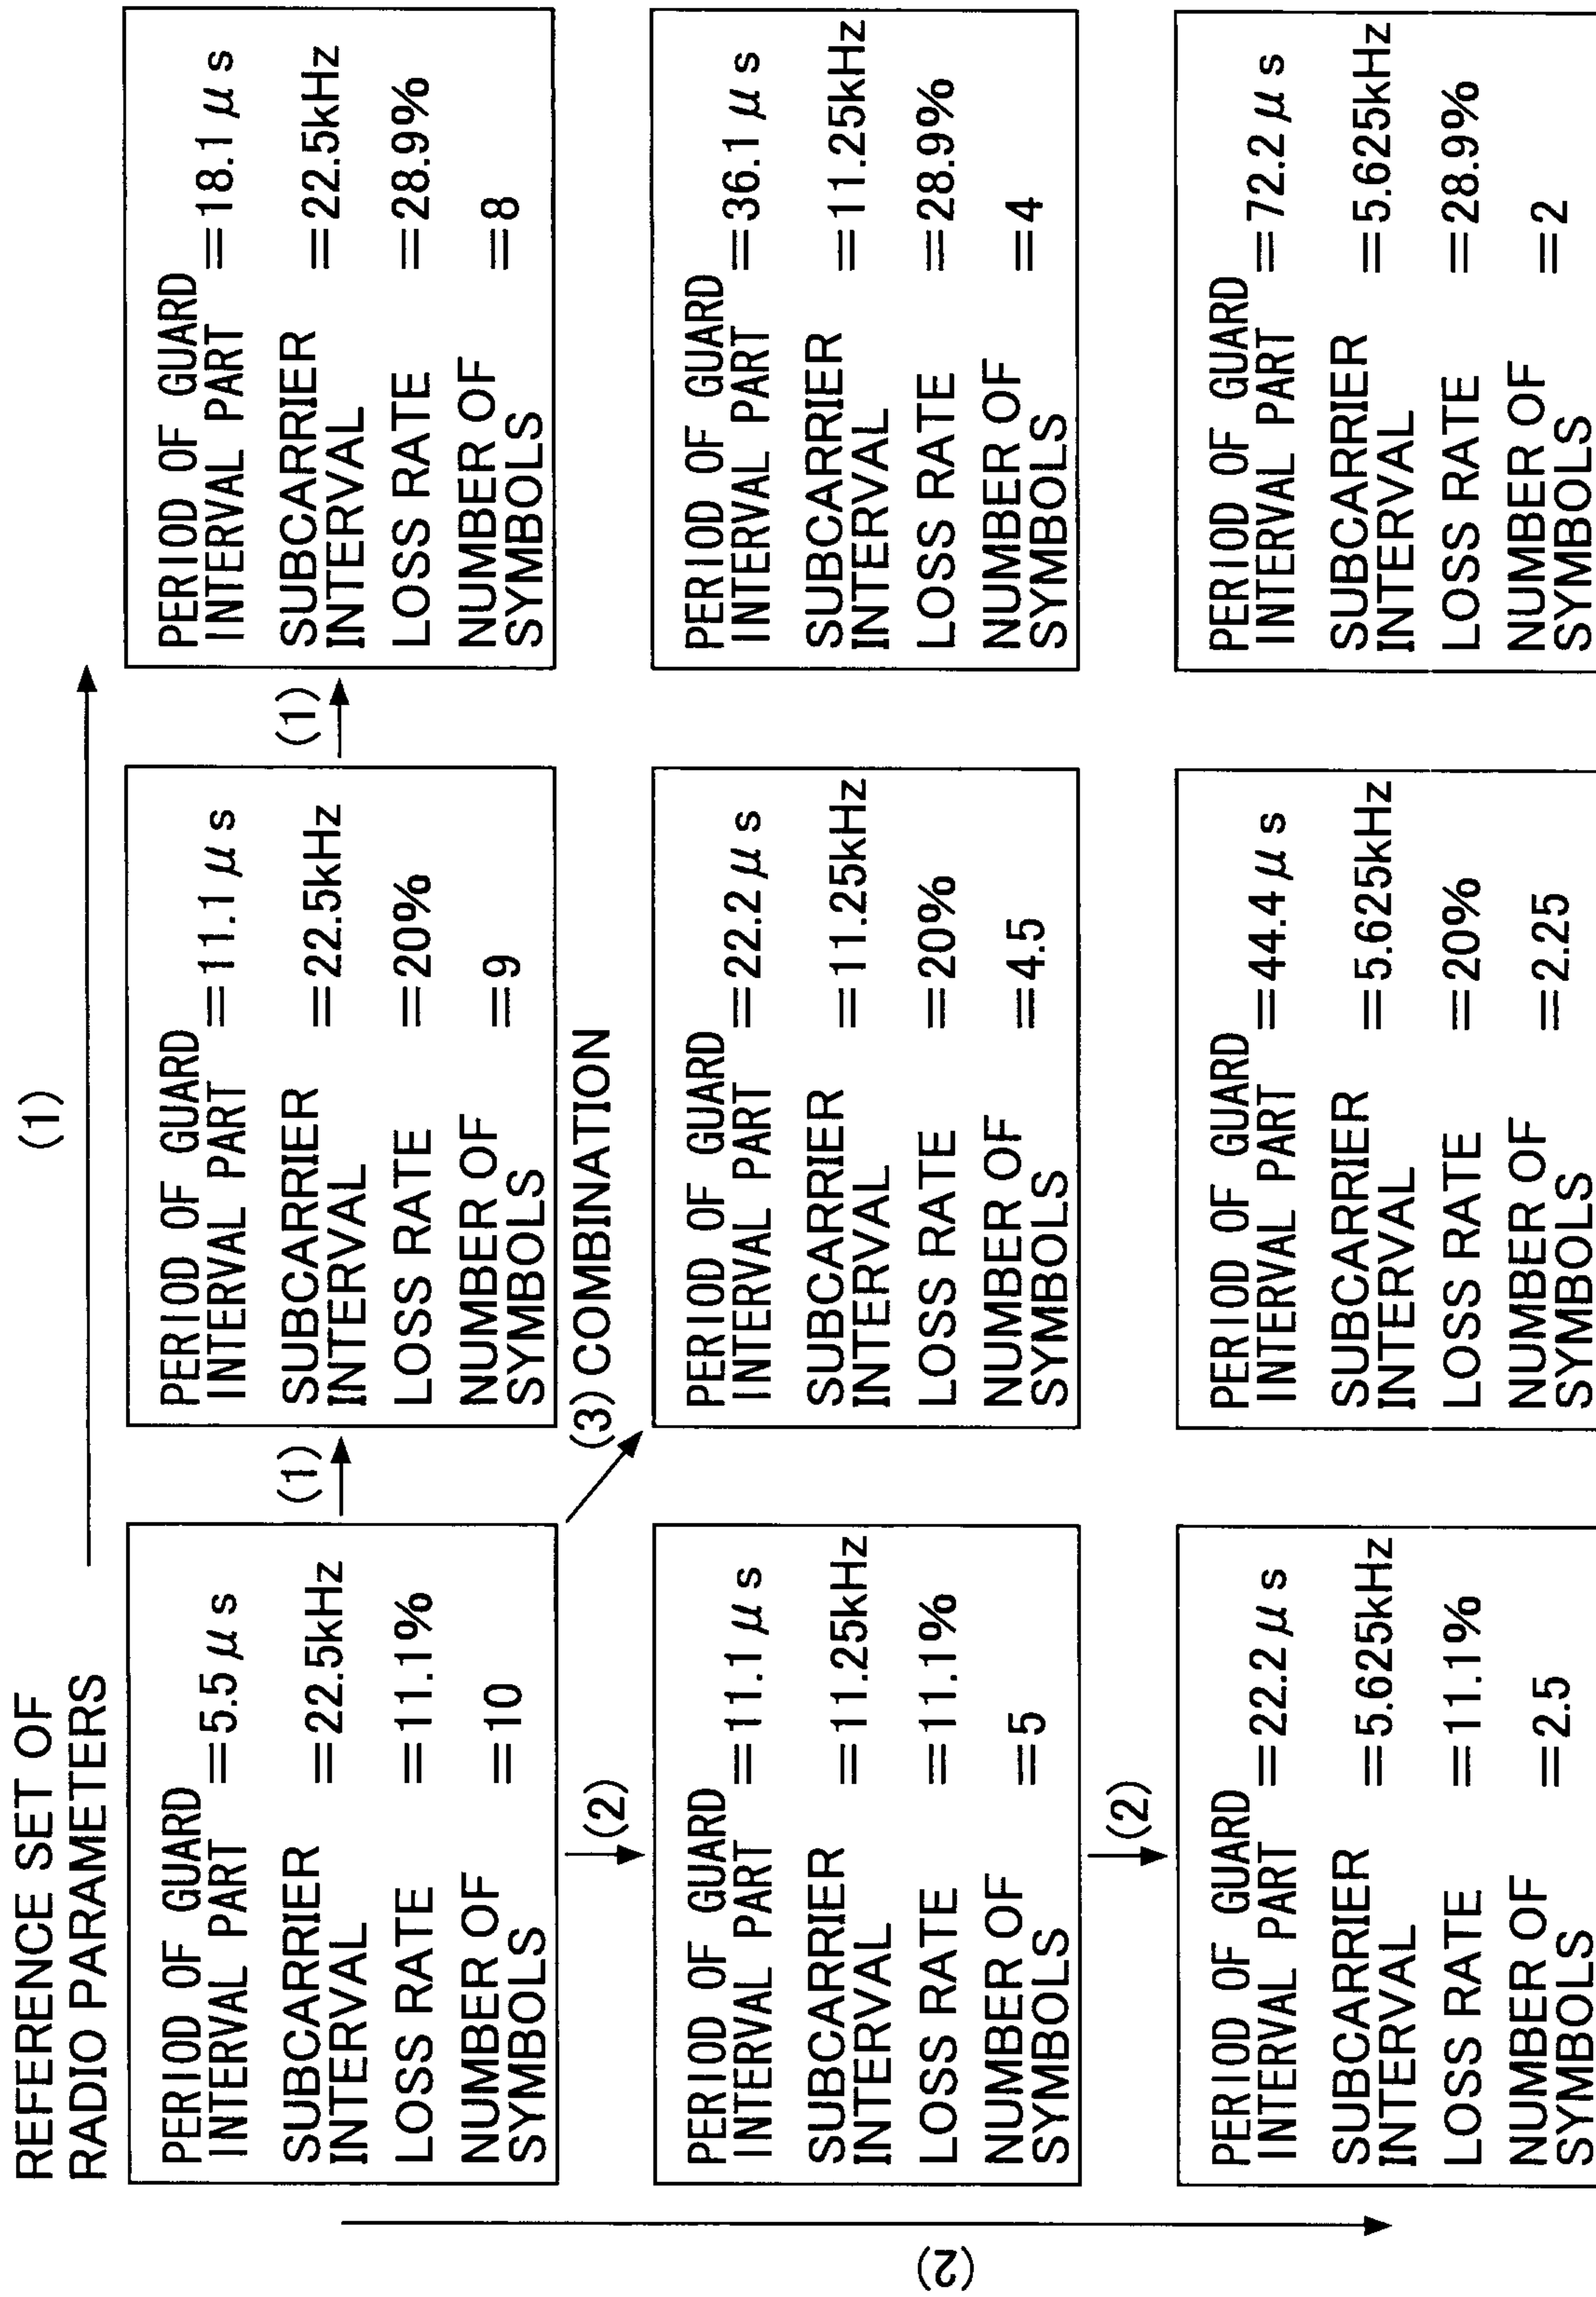 REFERENCE SET OF
RADIO PARAMETERS
(1)
PERIOD OF GUARD
INTERVAL PART =5.5 μs
SUBCARRIER
INTERVAL =22.5kHz
LOSS RATE =11.1%
NUMBER OF
SYMBOLS =10
(1)
PERIOD OF GUARD
INTERVAL PART =11.1 μs
SUBCARRIER
INTERVAL =22.5kHz
LOSS RATE =20%
NUMBER OF
SYMBOLS =9
(1)
PERIOD OF GUARD
INTERVAL PART =18.1 μs
SUBCARRIER
INTERVAL =22.5kHz
LOSS RATE =28.9%
NUMBER OF
SYMBOLS =8
(2)
(2)
(3) COMBINATION
PERIOD OF GUARD
INTERVAL PART =11.1 μs
SUBCARRIER
INTERVAL =11.25kHz
LOSS RATE =11.1%
NUMBER OF
SYMBOLS =5
PERIOD OF GUARD
INTERVAL PART =22.2 μs
SUBCARRIER
INTERVAL =11.25kHz
LOSS RATE =20%
NUMBER OF
SYMBOLS =4.5
PERIOD OF GUARD
INTERVAL PART =36.1 μs
SUBCARRIER
INTERVAL =11.25kHz
LOSS RATE =28.9%
NUMBER OF
SYMBOLS =4
(2)
PERIOD OF GUARD
INTERVAL PART =22.2 μs
SUBCARRIER
INTERVAL =5.625kHz
LOSS RATE =11.1%
NUMBER OF
SYMBOLS =2.5
PERIOD OF GUARD
INTERVAL PART =44.4 μs
SUBCARRIER
INTERVAL =5.625kHz
LOSS RATE =20%
NUMBER OF
SYMBOLS =2.25
PERIOD OF GUARD
INTERVAL PART =72.2 μs
SUBCARRIER
INTERVAL =5.625kHz
LOSS RATE =28.9%
NUMBER OF
SYMBOLS =2